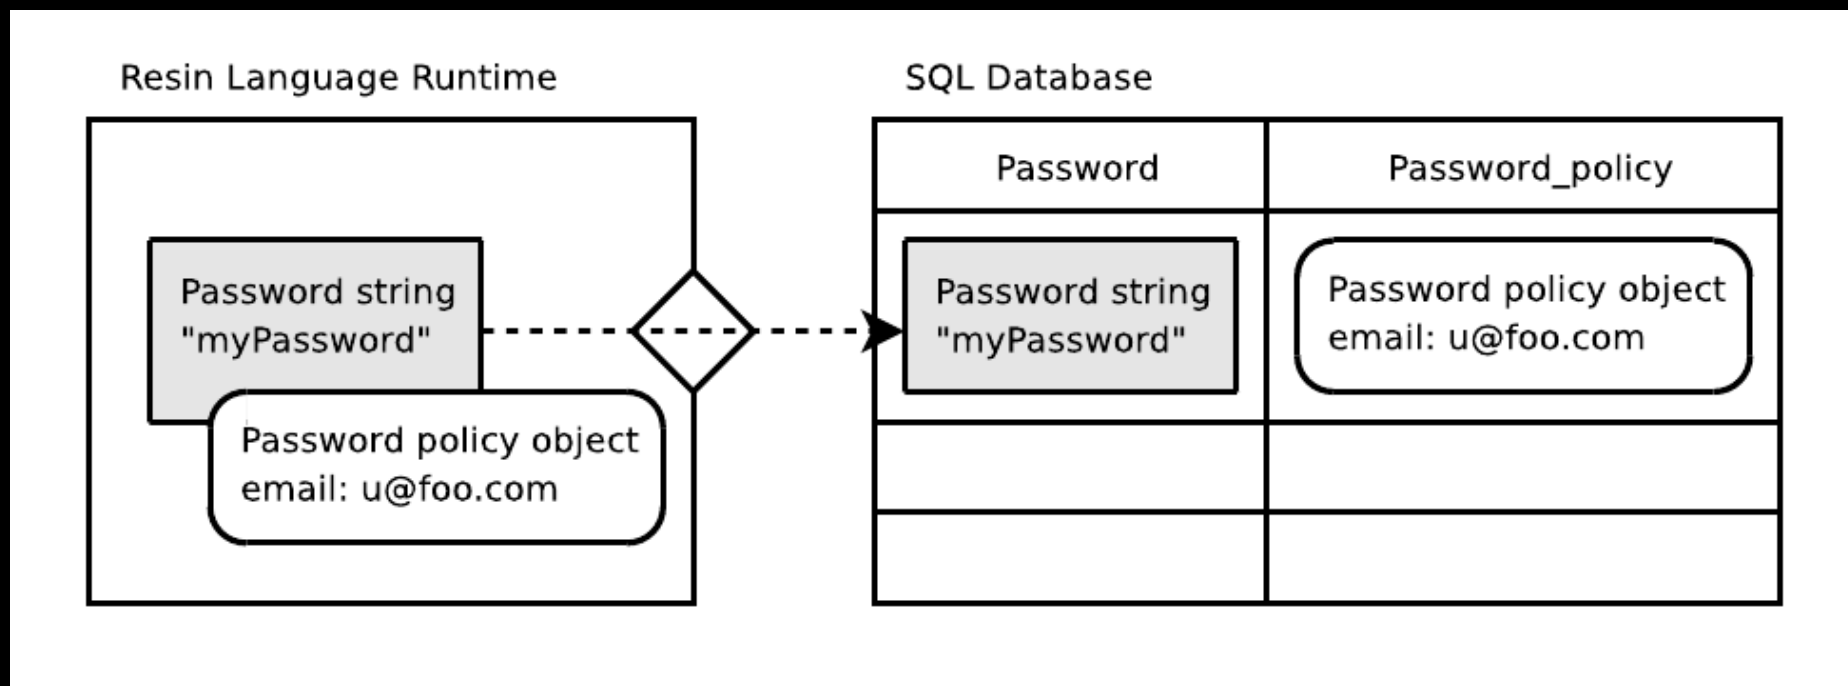 Resin Language Runtime
SQL Database
Password string
"myPassword"
Password policy object
email: u@foo.com
Password
Password_policy
Password string
"myPassword"
Password policy object
email: u@foo.com